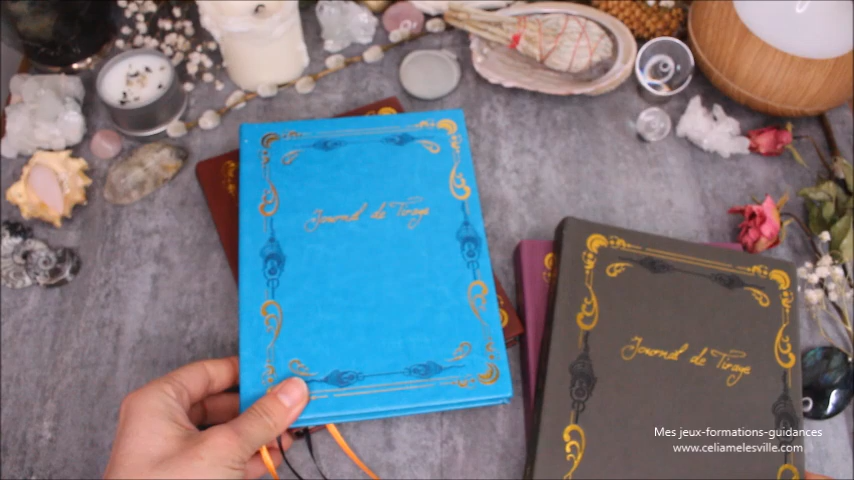 Journal de Tirage
Journal de Tirage
Mes jeux-formations-guidances
www.celiamelesville.com